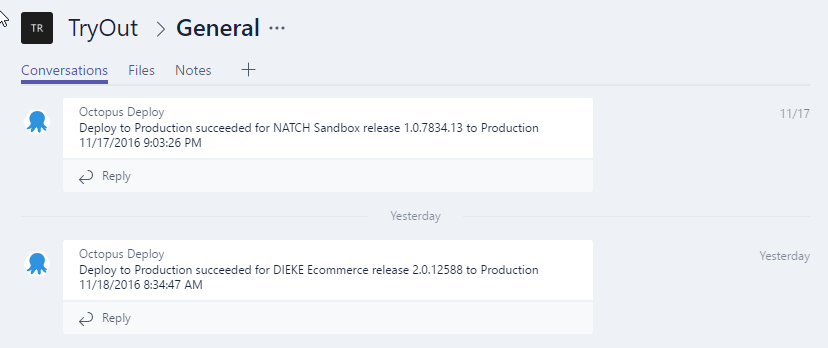 TR TryOut > General ...
Conversations Files Notes +
Octopus Deploy
Deploy to Production succeeded for NATCH Sandbox release 1.0.7834.13 to Production
11/17/2016 9:03:26 PM
11/17
Reply
Yesterday
Octopus Deploy
Deploy to Production succeeded for DIEKE Ecommerce release 2.0.12588 to Production
11/18/2016 8:34:47 AM
Yesterday
Reply